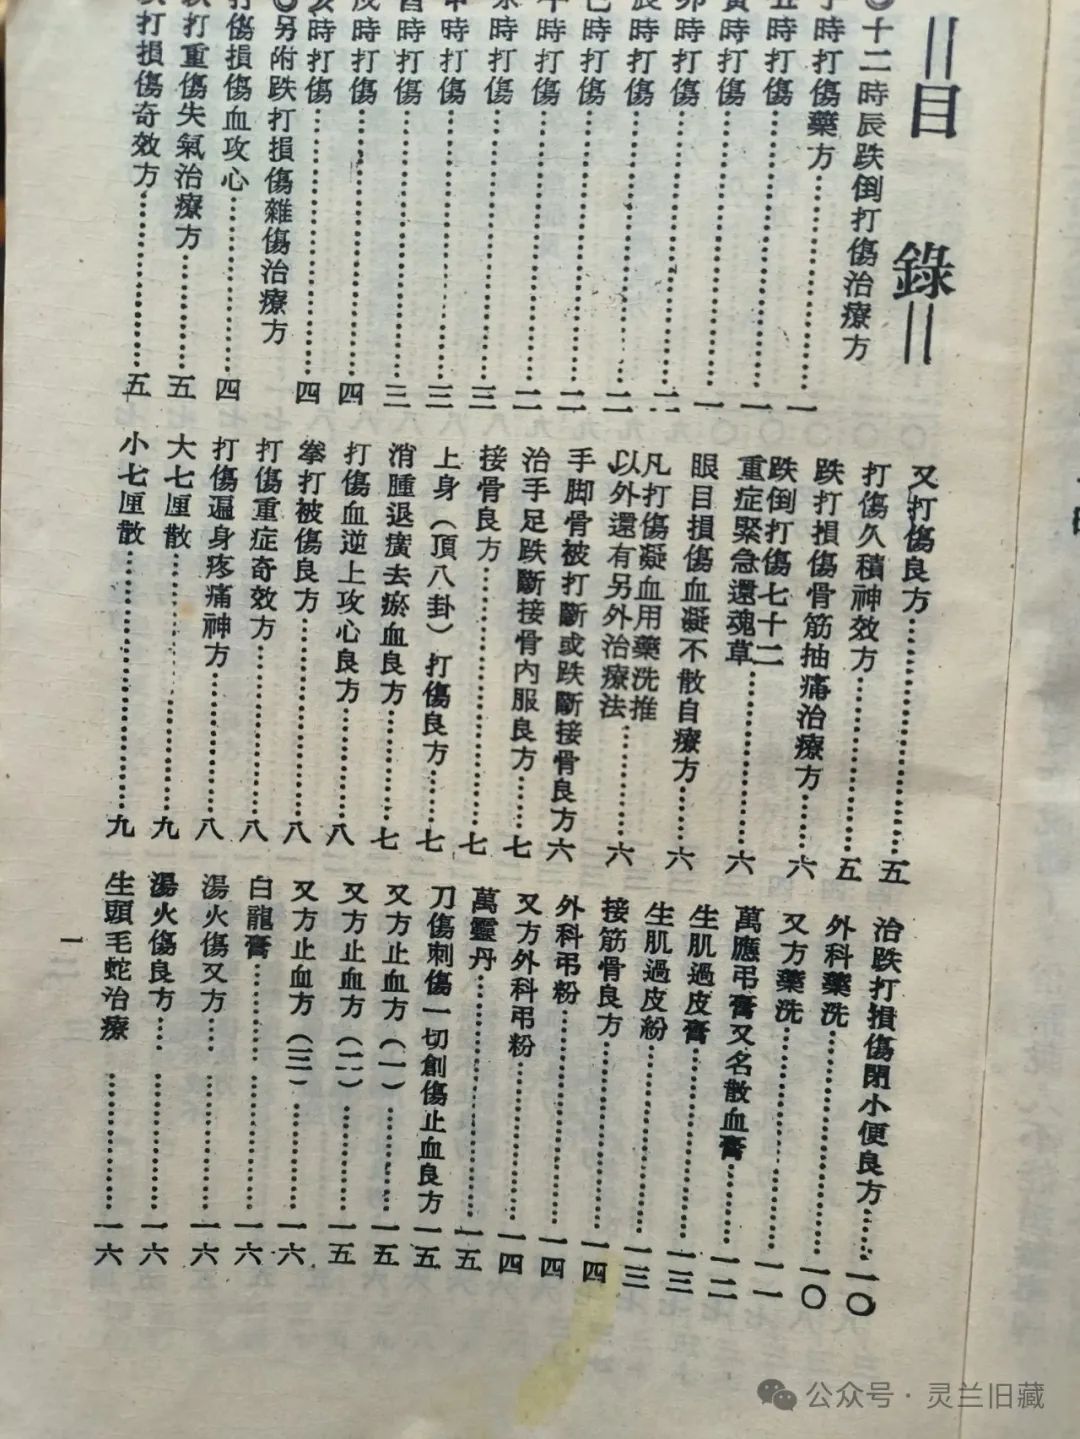 =目 錄=
〇十二時辰跌倒打傷治療方
子時打傷藥方……一
丑時打傷……一
寅時打傷……一
卯時打傷……二
辰時打傷……二
巳時打傷……二
午時打傷……二
未時打傷……三
申時打傷……三
酉時打傷……三
戌時打傷……四
亥時打傷……四
〇另附跌打損傷雜傷治療方
打傷損傷血攻心……四
跌打重傷失氣治療方……五
跌打損傷奇效方……五
又打傷良方……五
打傷久積神效方……五
跌打損傷骨筋抽痛治療方……六
跌倒打傷七十二
重症緊急還魂草……六
眼目損傷血凝不散自療方……六
凡打傷凝血用藥洗推
以外還有另外治療法……六
手脚骨被打斷或跌斷接骨良方六
治手足跌斷接骨內服良方……七
接骨良方……七
上身（頂八卦）打傷良方……七
消腫退癀去瘀血良方……七
打傷血逆上攻心良方……八
拳打被傷良方……八
打傷重症奇效方……八
打傷遍身疼痛神方……八
大七厘散……九
小七厘散……九
治跌打損傷閉小便良方……一〇
外科藥洗……一〇
又方藥洗……一一
萬應弔膏又名散血膏……一二
生肌過皮膏……一三
生肌過皮紛……一三
接筋骨良方……一四
外科弔粉……一四
又方外科弔粉……一四
萬靈丹……一五
刀傷刺傷一切創傷止血良方……一五
又方止血方（一）……一五
又方止血方（二）……一五
又方止血方（三）……一六
白龍膏……一六
湯火傷又方……一六
湯火傷良方……一六
生頭毛蛇治療……一六
一
公众号·灵兰旧藏